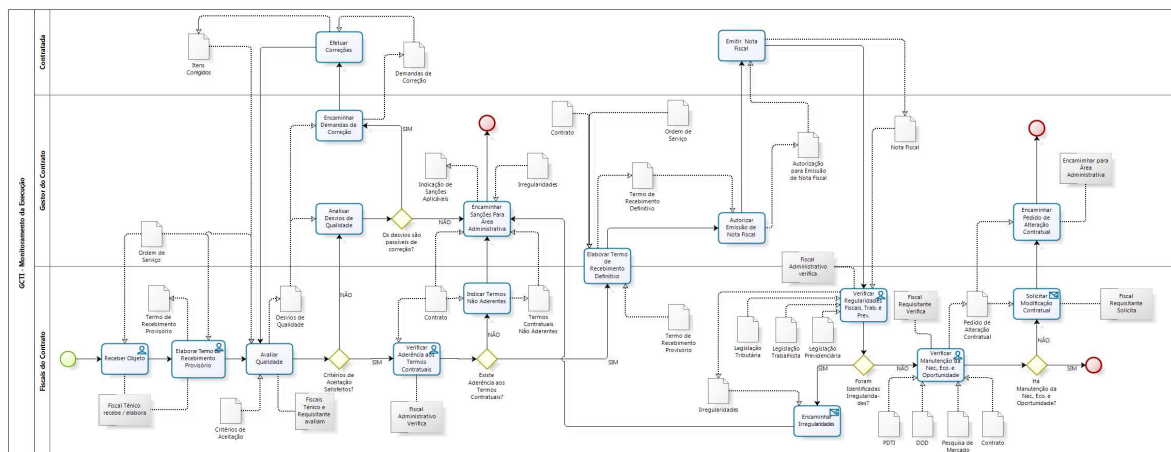 GCTI - Monitoramento da Execução
Contratada
Itens
Corrigidos
Efetuar
Correções
Demandas de
Correção
Emitir Nota
Fiscal
Nota Fiscal
Gestor do Contrato
Encaminhar
Demandas de
Correção
SIM
Analisar
Desvios de
Qualidade
Os desvios são
passíveis de
correção?
NÃO
Indicação de
Sanções
Aplicáveis
Irregularidades
Encaminhar
Sanções Para
Área
Administrativa
Contrato
Ordem de
Serviço
Termo de
Recebimento
Definitivo
Autorizar
Emissão de
Nota Fiscal
Autorização
para Emissão
de Nota Fiscal
Encaminhar para
Área
Administrativa
Encaminhar
Pedido de
Alteração
Contratual
Ordem de
Serviço
Elaborar Termo
de
Recebimento
Definitivo
Fiscais do Contrato
Receber Objeto
Termo de
Recebimento
Provisório
Elaborar Termo de
Recebimento
Provisório
Fiscal Ténico
recebe / elabora
Avaliar
Qualidade
Desvios de
Qualidade
Critérios de
Aceitação
Fiscais
Ténico e
Requisitante
avaliam
NÃO
Critérios de
Aceitação
Satisfeitos?
SIM
Contrato
Verificar
Aderência aos
Termos
Contratuais
Fiscal
Administrativo
Verifica
Indicar Termos
Não Aderentes
Termos
Contratuais
Não Aderentes
NÃO
Existe
Aderência aos
Termos
Contratuais?
SIM
Termo de
Recebimento
Provisório
Fiscal
Administrativo
verifica
Verificar
Regularidades
Fiscais, Trab. e
Prev.
Legislação
Tributária
Legislação
Trabalhista
Legislação
Previdenciária
Irregularidades
SIM
Foram
Identificadas
Irregularida-
des?
NÃO
Encaminhar
Irregularidades
Fiscal
Requisitante
Verifica
Verificar
Manutenção da
Nec, Eco. e
Oportunidade
PDTI
DOD
Pesquisa de
Mercado
Contrato
Pedido de
Alteração
Contratual
Solicitar
Modificação
Contratual
Fiscal
Requisitante
Solicita
NÃO
Há
Manutenção da
Nec, Eco. e
Oportunidade?
SIM